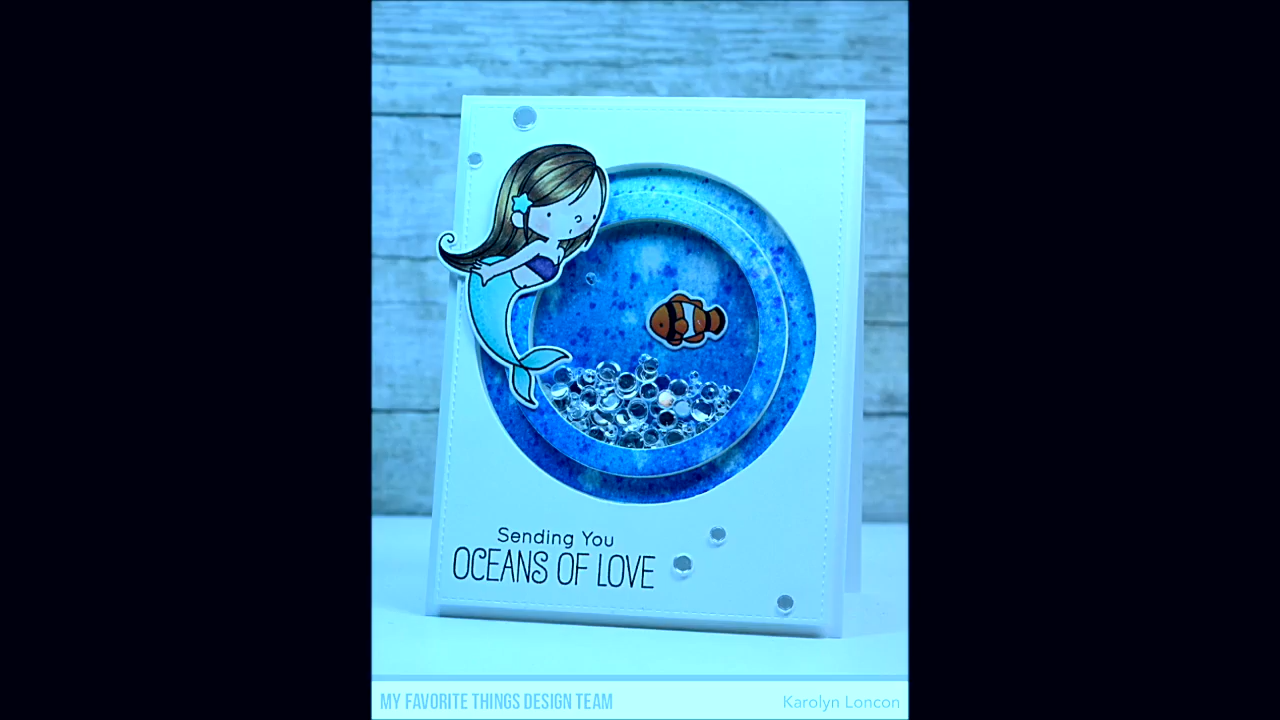 Sending You
OCEANS OF LOVE
MY FAVORITE THINGS DESIGN TEAM
Karolyn Loncon